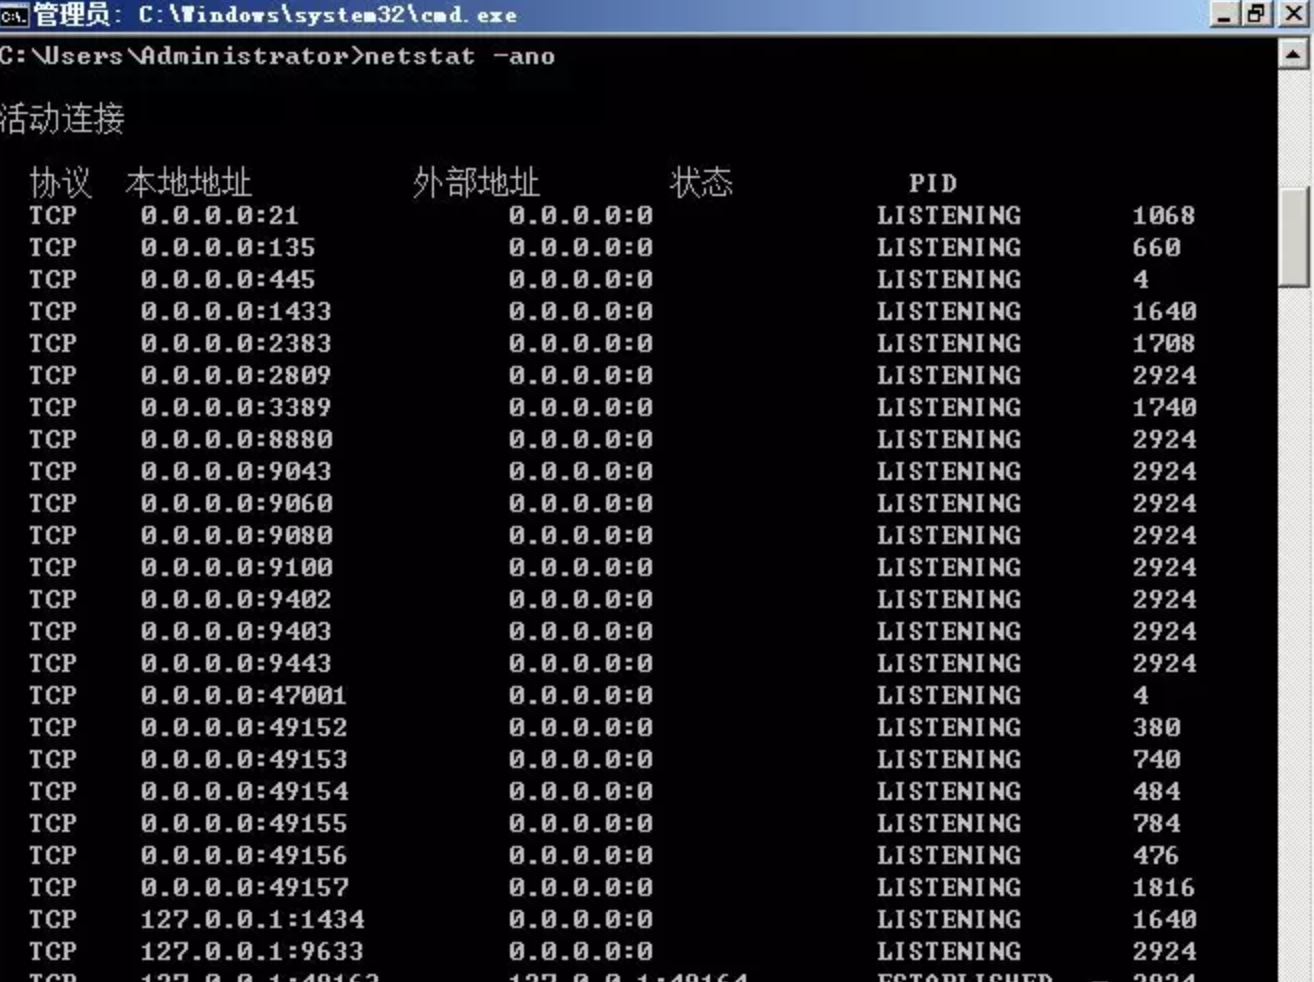 管理员: C:\Windows\system32\cmd.exe
C:\Users\Administrator>netstat -ano
活动连接
协议 本地地址 外部地址 状态 PID
TCP 0.0.0.0:21 0.0.0.0:0 LISTENING 1068
TCP 0.0.0.0:135 0.0.0.0:0 LISTENING 660
TCP 0.0.0.0:445 0.0.0.0:0 LISTENING 4
TCP 0.0.0.0:1433 0.0.0.0:0 LISTENING 1640
TCP 0.0.0.0:2383 0.0.0.0:0 LISTENING 1708
TCP 0.0.0.0:2809 0.0.0.0:0 LISTENING 2924
TCP 0.0.0.0:3389 0.0.0.0:0 LISTENING 1740
TCP 0.0.0.0:8880 0.0.0.0:0 LISTENING 2924
TCP 0.0.0.0:9043 0.0.0.0:0 LISTENING 2924
TCP 0.0.0.0:9060 0.0.0.0:0 LISTENING 2924
TCP 0.0.0.0:9080 0.0.0.0:0 LISTENING 2924
TCP 0.0.0.0:9100 0.0.0.0:0 LISTENING 2924
TCP 0.0.0.0:9402 0.0.0.0:0 LISTENING 2924
TCP 0.0.0.0:9403 0.0.0.0:0 LISTENING 2924
TCP 0.0.0.0:9443 0.0.0.0:0 LISTENING 2924
TCP 0.0.0.0:47001 0.0.0.0:0 LISTENING 4
TCP 0.0.0.0:49152 0.0.0.0:0 LISTENING 380
TCP 0.0.0.0:49153 0.0.0.0:0 LISTENING 740
TCP 0.0.0.0:49154 0.0.0.0:0 LISTENING 484
TCP 0.0.0.0:49155 0.0.0.0:0 LISTENING 784
TCP 0.0.0.0:49156 0.0.0.0:0 LISTENING 476
TCP 0.0.0.0:49157 0.0.0.0:0 LISTENING 1816
TCP 127.0.0.1:1434 0.0.0.0:0 LISTENING 1640
TCP 127.0.0.1:9633 0.0.0.0:0 LISTENING 2924
TCP ESTABLISHED 2924